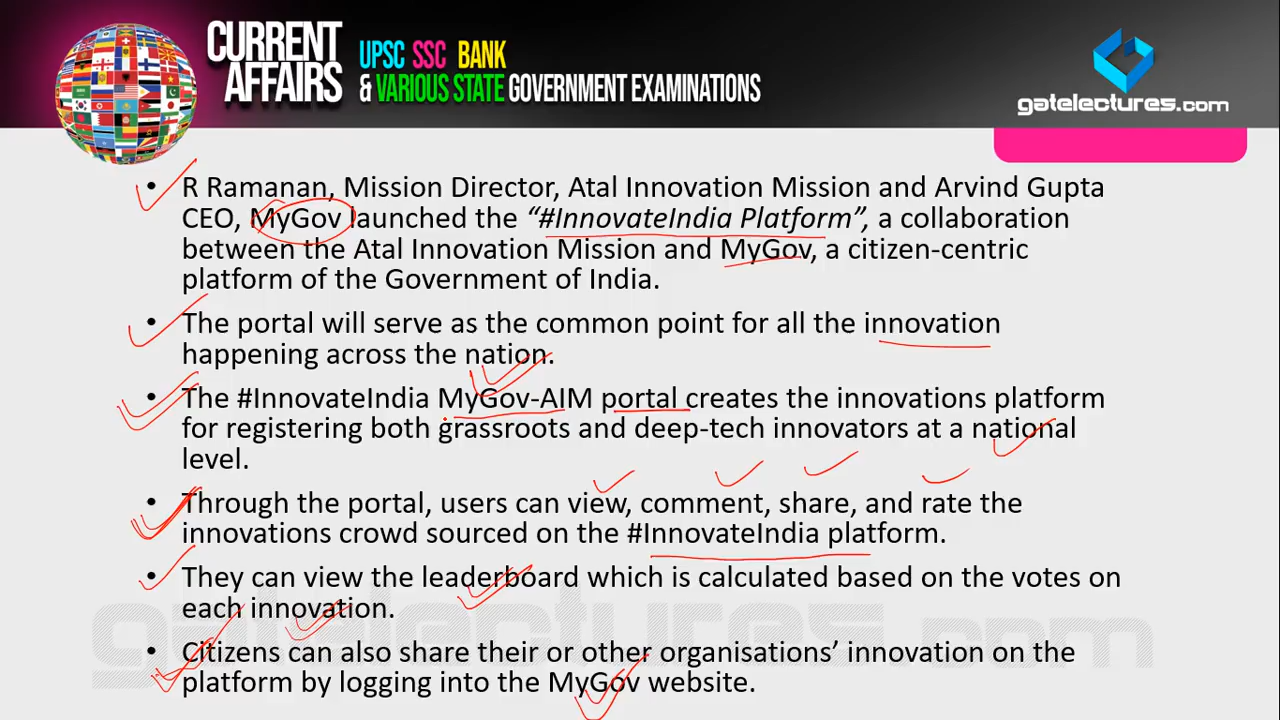 CURRENT
AFFAIRS
UPSC SSC BANK
& VARIOUS STATE GOVERNMENT EXAMINATIONS
gatelectures.com
• R Ramanan, Mission Director, Atal Innovation Mission and Arvind Gupta
CEO, MyGov launched the “#InnovateIndia Platform”, a collaboration
between the Atal Innovation Mission and MyGov, a citizen-centric
platform of the Government of India.
• The portal will serve as the common point for all the innovation
happening across the nation.
• The #InnovateIndia MyGov-AIM portal creates the innovations platform
for registering both grassroots and deep-tech innovators at a national
level.
• Through the portal, users can view, comment, share, and rate the
innovations crowd sourced on the #InnovateIndia platform.
• They can view the leaderboard which is calculated based on the votes on
each innovation.
• Citizens can also share their or other organisations’ innovation on the
platform by logging into the MyGov website.
gatelectures.com